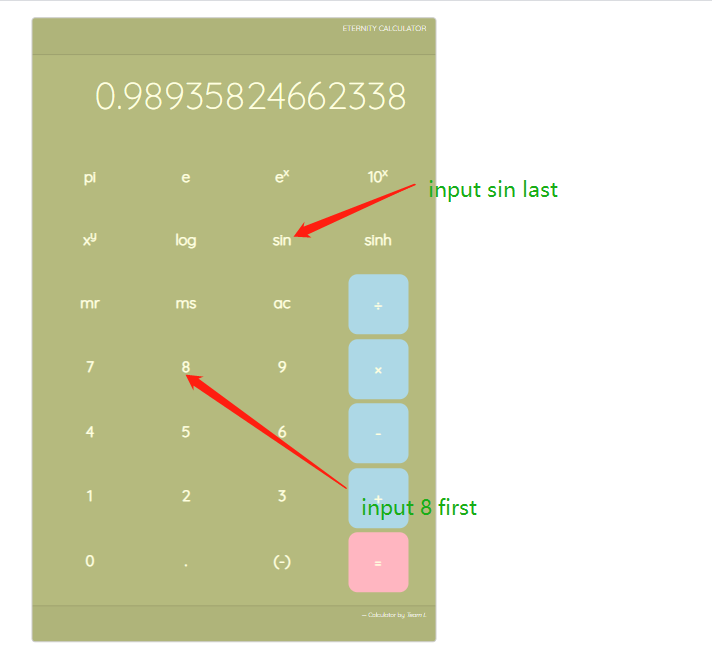 ETERNITY CALCULATOR
0.98935824662338
pi e eˣ 10ˣ
input sin last
xʸ log sin sinh
mr ms ac ÷
7 8 9 ×
4 5 6 -
1 2 3 +
input 8 first
0 . (-) =
— Calculator by Team I.